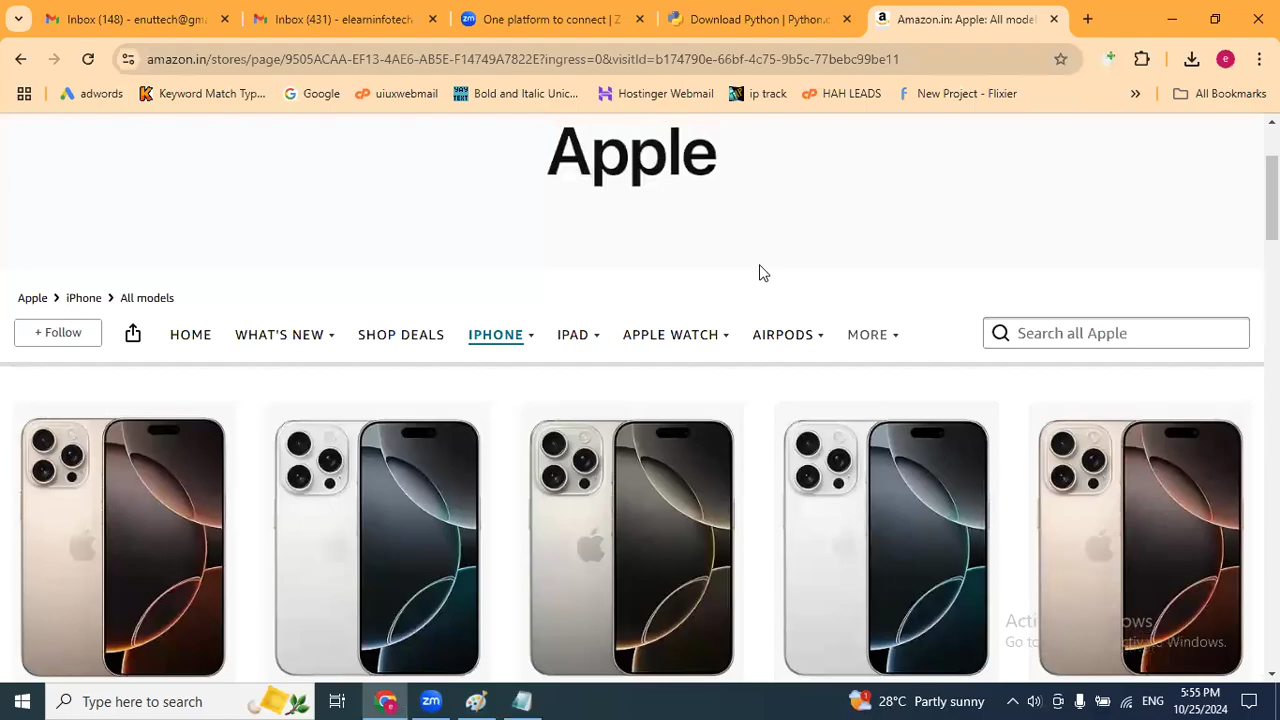 Inbox (148) - enuttech@gm
Inbox (431) - elearninfotech
One platform to connect | Z
Download Python | Python.o
Amazon.in: Apple: All model
amazon.in/stores/page/9505ACAA-EF13-4AE6-AB5E-F14749A7822E?ingress=0&visitId=b174790e-66bf-4c75-9b5c-77bebc99be11
adwords
Keyword Match Typ...
Google
uiuxwebmail
Bold and Italic Unic...
Hostinger Webmail
ip track
HAH LEADS
New Project - Flixier
All Bookmarks
Apple
Apple > iPhone > All models
+ Follow
HOME
WHAT'S NEW
SHOP DEALS
IPHONE
IPAD
APPLE WATCH
AIRPODS
MORE
Search all Apple
Type here to search
28°C Partly sunny
ENG
5:55 PM
10/25/2024